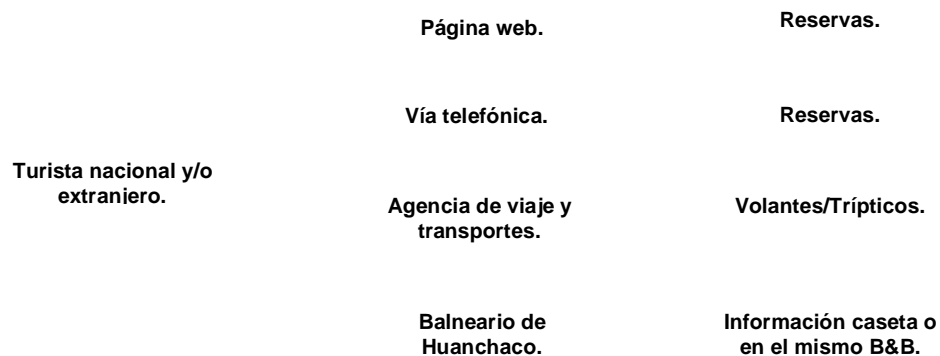 Página web.
Reservas.
Vía telefónica.
Reservas.
Turista nacional y/o
extranjero.
Agencia de viaje y
transportes.
Volantes/Trípticos.
Balneario de
Huanchaco.
Información caseta o
en el mismo B&B.